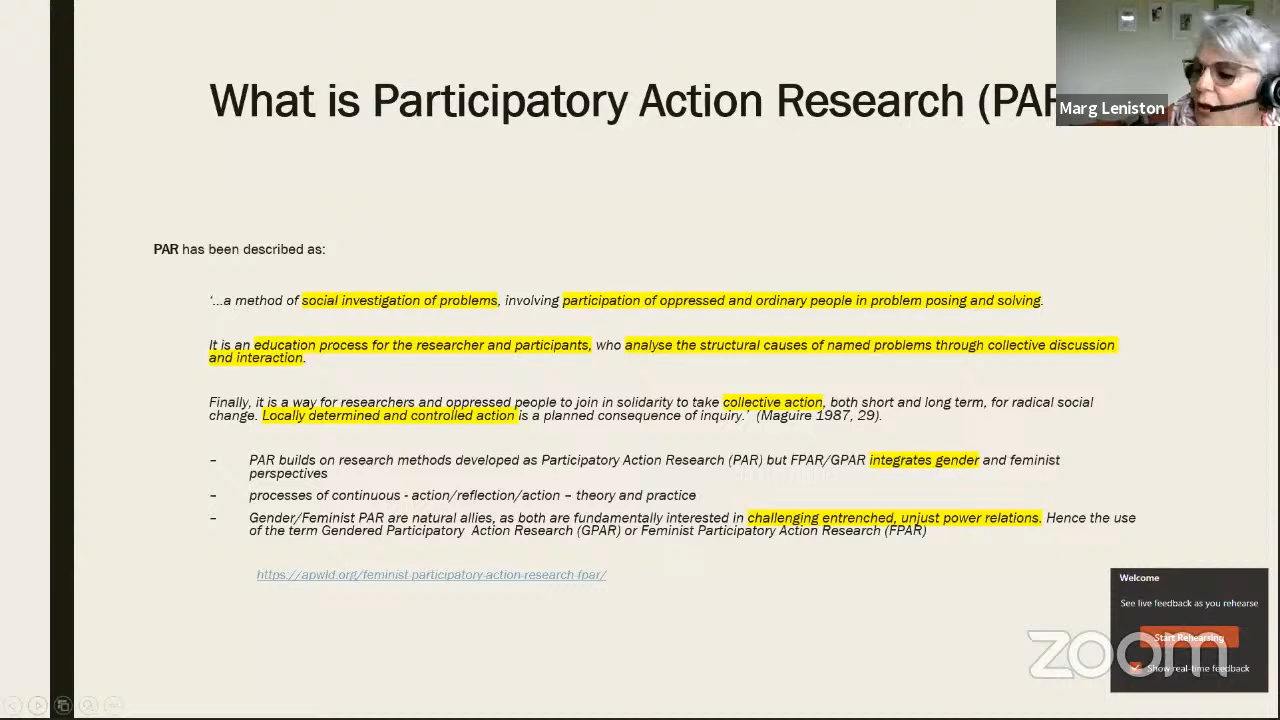 What is Participatory Action Research (PAR
Marg Leniston
PAR has been described as:
'...a method of social investigation of problems, involving participation of oppressed and ordinary people in problem posing and solving.
It is an education process for the researcher and participants, who analyse the structural causes of named problems through collective discussion
and interaction.
Finally, it is a way for researchers and oppressed people to join in solidarity to take collective action, both short and long term, for radical social
change. Locally determined and controlled action is a planned consequence of inquiry.' (Maguire 1987, 29).
– PAR builds on research methods developed as Participatory Action Research (PAR) but FPAR/GPAR integrates gender and feminist
perspectives
– processes of continuous - action/reflection/action – theory and practice
– Gender/Feminist PAR are natural allies, as both are fundamentally interested in challenging entrenched, unjust power relations. Hence the use
of the term Gendered Participatory Action Research (GPAR) or Feminist Participatory Action Research (FPAR)
https://apwld.org/feminist-participatory-action-research-fpar/
Welcome
See live feedback as you rehearse
Start Rehearsing
zoom
Show real-time feedback